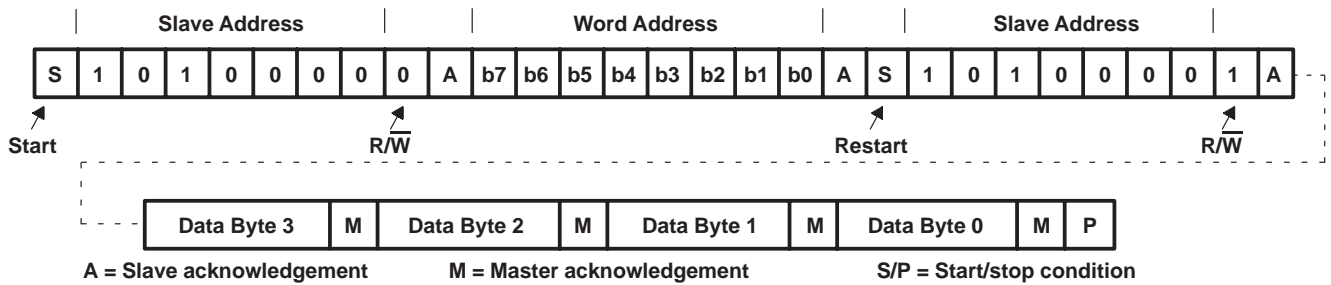 Slave Address Word Address Slave Address
S 1 0 1 0 0 0 0 0 A b7 b6 b5 b4 b3 b2 b1 b0 A S 1 0 1 0 0 0 0 1 A
Start R/W̅ Restart R/W̅
Data Byte 3 M Data Byte 2 M Data Byte 1 M Data Byte 0 M P
A = Slave acknowledgement M = Master acknowledgement S/P = Start/stop condition